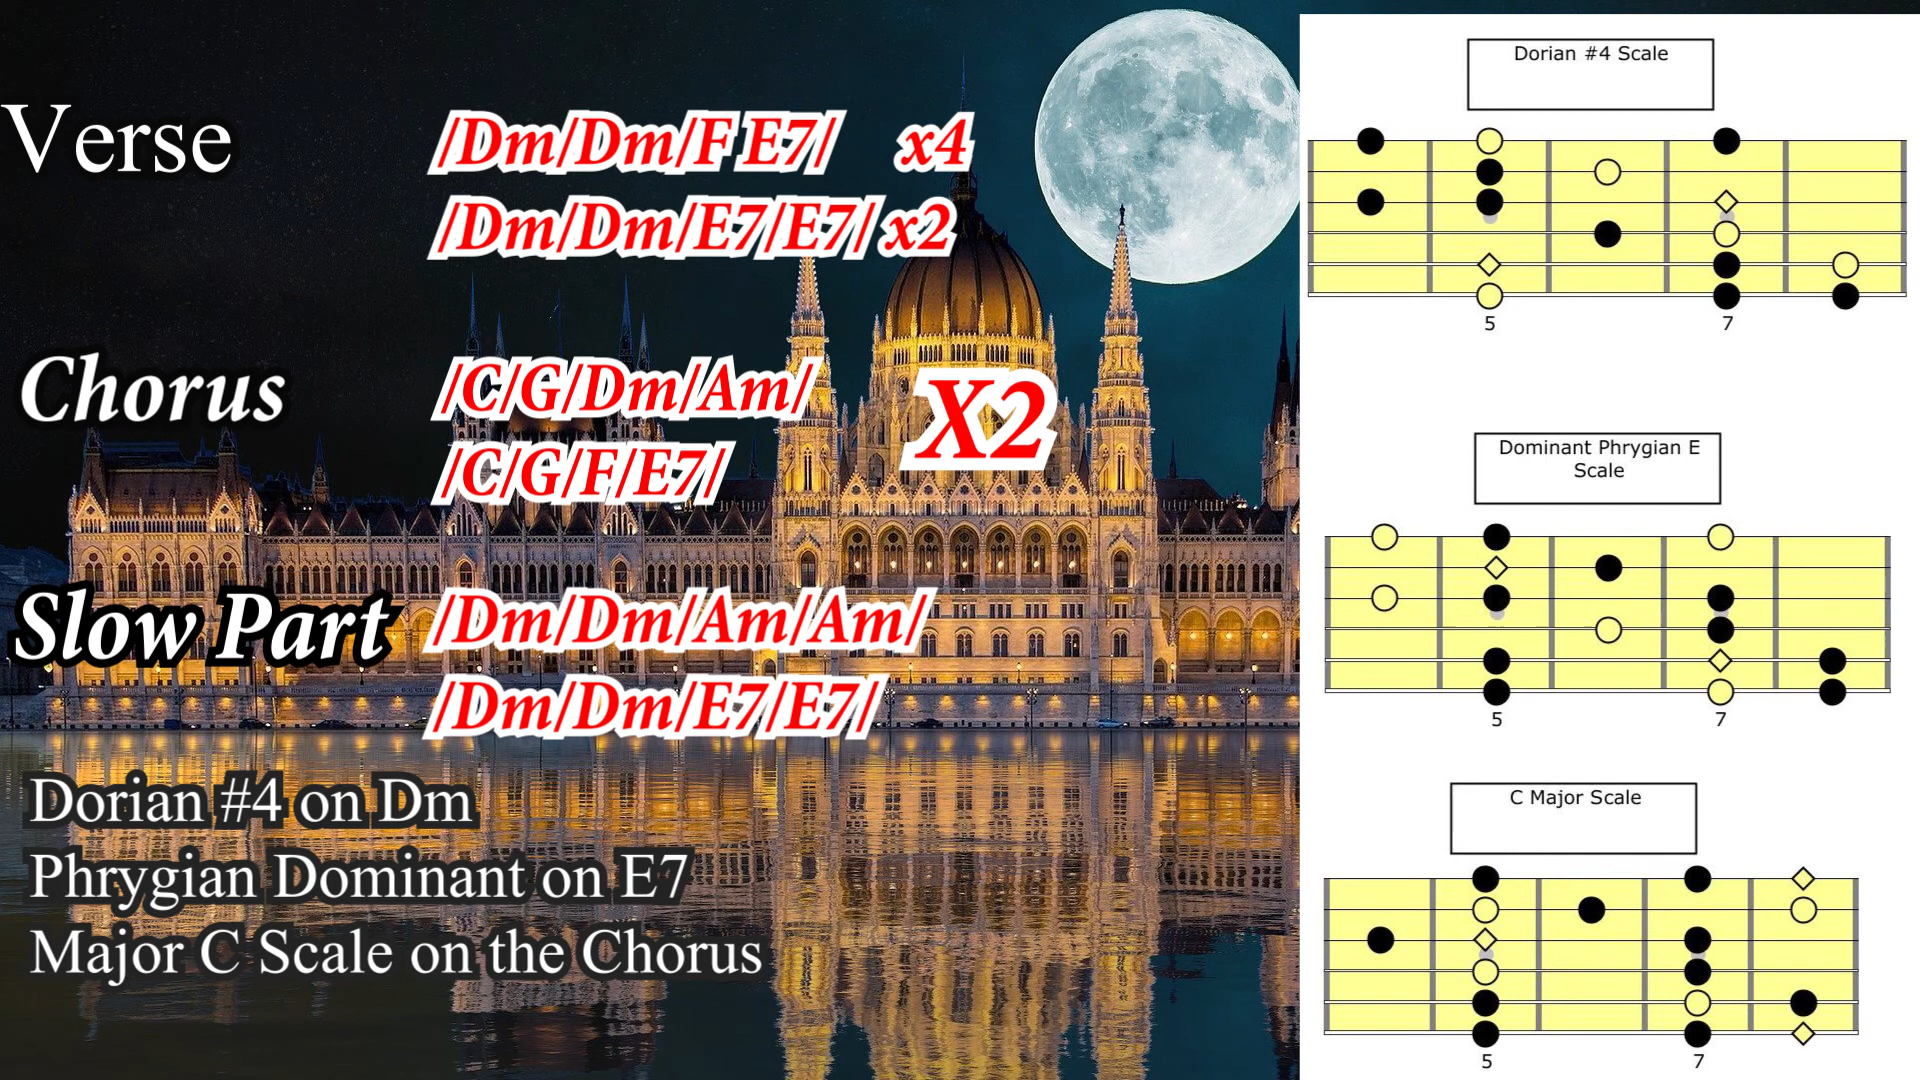 Verse
/Dm/Dm/F E7/ x4
/Dm/Dm/E7/E7/ x2
Chorus
/C/G/Dm/Am/
/C/G/F/E7/
X2
Slow Part
/Dm/Dm/Am/Am/
/Dm/Dm/E7/E7/
Dorian #4 on Dm
Phrygian Dominant on E7
Major C Scale on the Chorus
Dorian #4 Scale
5 7
Dominant Phrygian E
Scale
5 7
C Major Scale
5 7